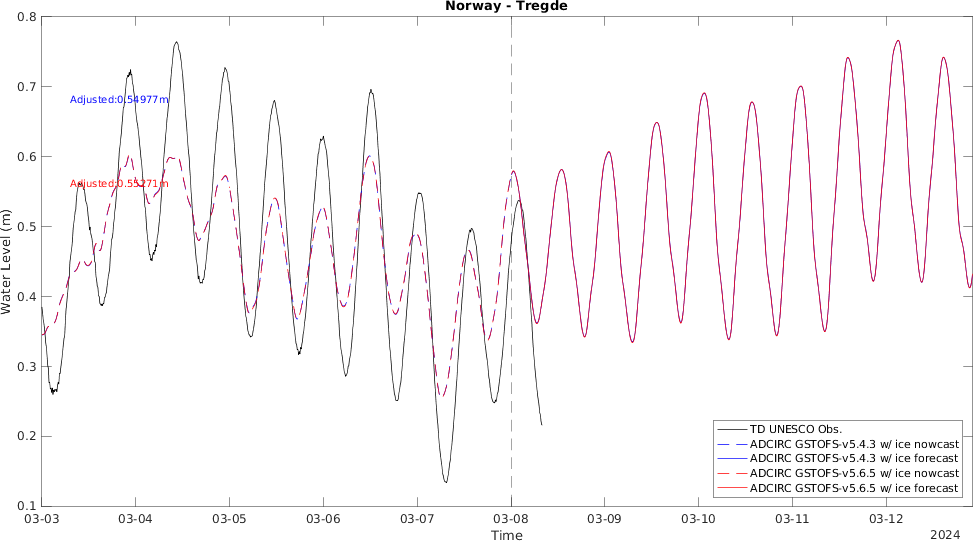 Norway - Tregde
0.8
0.7
0.6
0.5
0.4
0.3
0.2
0.1
Water Level (m)
Adjusted:0.54977m
Adjusted:0.55271m
TD UNESCO Obs.
ADCIRC GSTOFS-v5.4.3 w/ ice nowcast
ADCIRC GSTOFS-v5.4.3 w/ ice forecast
ADCIRC GSTOFS-v5.6.5 w/ ice nowcast
ADCIRC GSTOFS-v5.6.5 w/ ice forecast
03-03 03-04 03-05 03-06 03-07 03-08 03-09 03-10 03-11 03-12
Time
2024